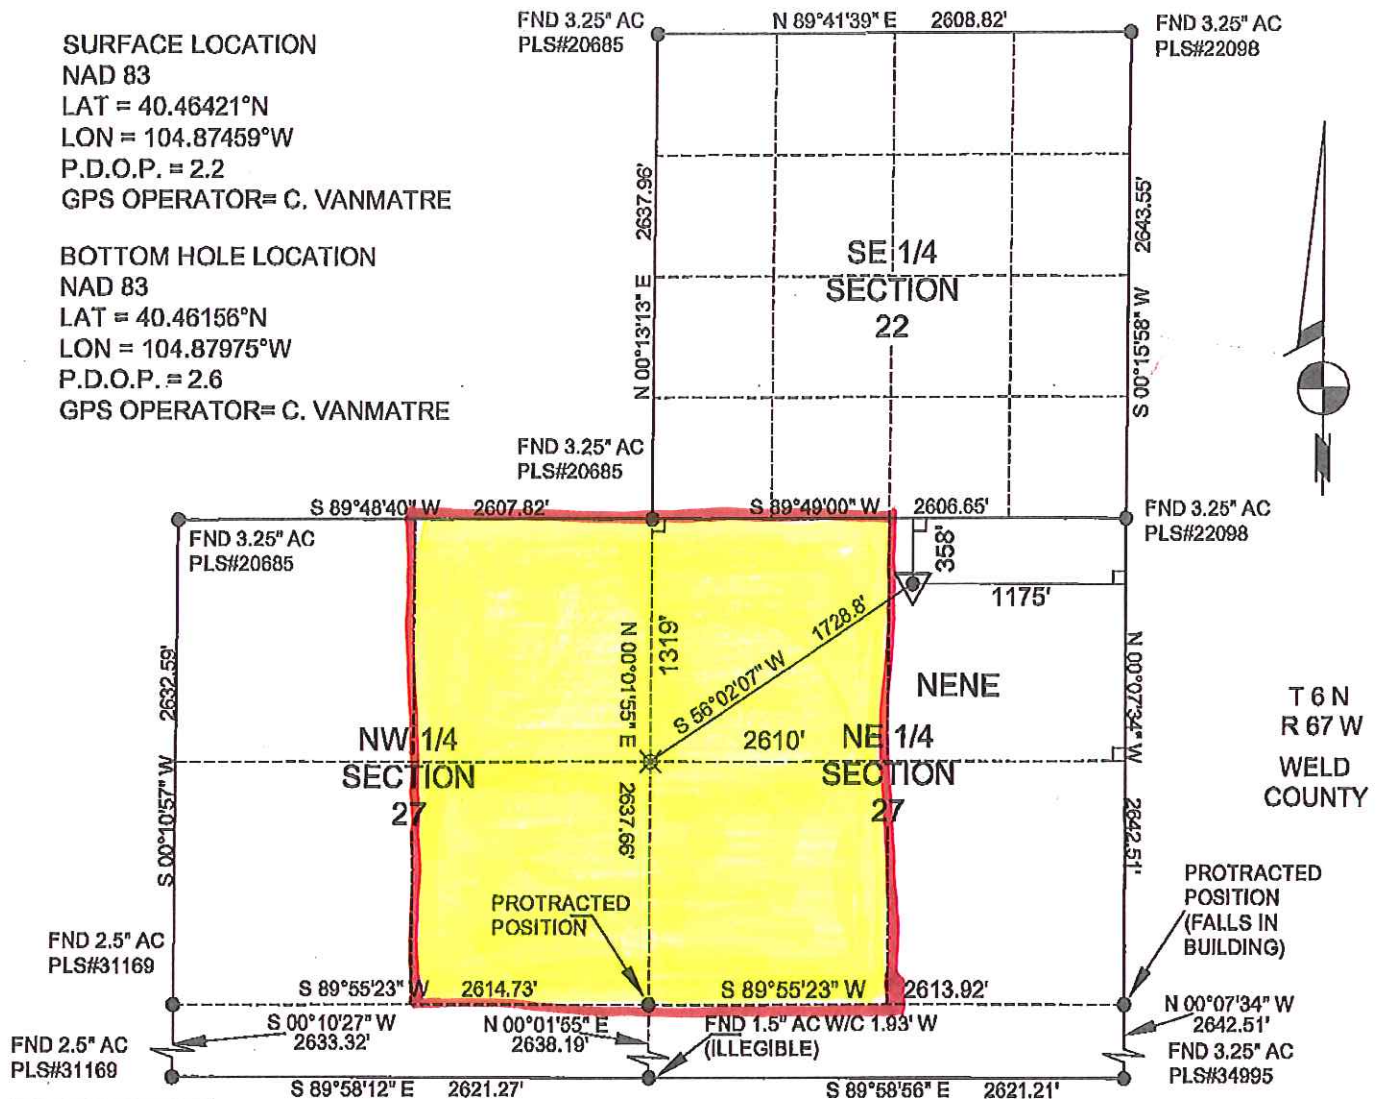 SURFACE LOCATION
NAD 83
LAT = 40.46421°N
LON = 104.87459°W
P.D.O.P. = 2.2
GPS OPERATOR= C. VANMATRE
BOTTOM HOLE LOCATION
NAD 83
LAT = 40.46156°N
LON = 104.87975°W
P.D.O.P. = 2.6
GPS OPERATOR= C. VANMATRE
FND 3.25" AC
PLS#20685
N 89°41'39" E 2608.82'
FND 3.25" AC
PLS#22098
2637.96'
N 00°13'13" E
SE 1/4
SECTION
22
2643.55'
S 00°15'58" W
N
FND 3.25" AC
PLS#20685
S 89°48'40" W 2607.82'
S 89°49'00" W 2606.65'
FND 3.25" AC
PLS#20685
FND 3.25" AC
PLS#22098
358'
1175'
1728.8'
S 56°02'07" W
1319'
N 00°01'55" E
2637.66'
2610'
NENE
2632.59'
S 00°10'57" W
NW 1/4
SECTION
27
NE 1/4
SECTION
27
N 00°07'34" W
2642.51'
T 6 N
R 67 W
WELD
COUNTY
PROTRACTED
POSITION
PROTRACTED
POSITION
(FALLS IN
BUILDING)
FND 2.5" AC
PLS#31169
S 89°55'23" W 2614.73'
S 89°55'23" W 2613.92'
S 00°10'27" W
2633.32'
N 00°01'55" E
2638.19'
FND 1.5" AC W/C 1.93' W
(ILLEGIBLE)
N 00°07'34" W
2642.51'
FND 2.5" AC
PLS#31169
FND 3.25" AC
PLS#34995
S 89°58'12" E 2621.27'
S 89°58'56" E 2621.21'